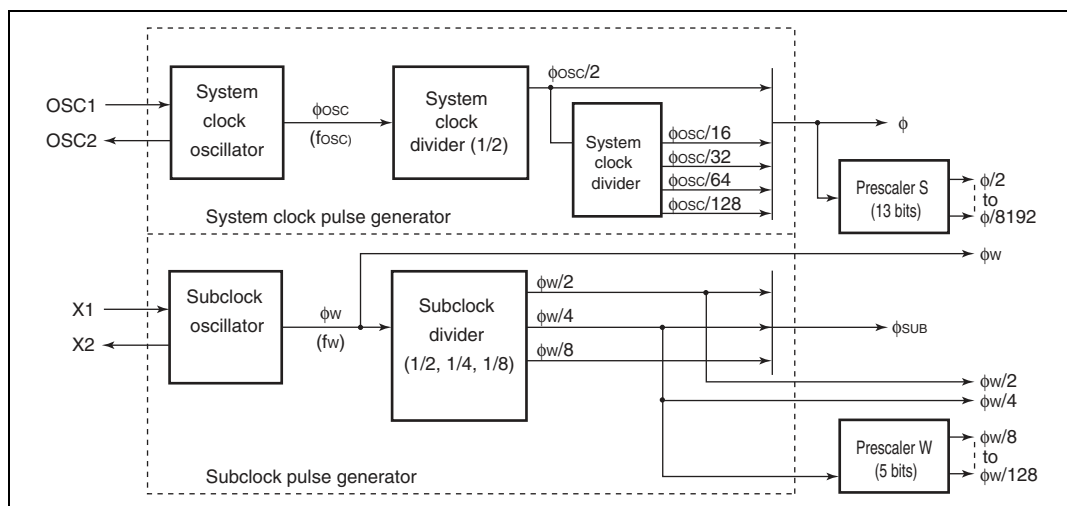 OSC1
OSC2
System
clock
oscillator
φOSC
(fOSC)
System
clock
divider (1/2)
φOSC/2
System
clock
divider
φOSC/16
φOSC/32
φOSC/64
φOSC/128
φ
Prescaler S
(13 bits)
φ/2
to
φ/8192
System clock pulse generator
X1
X2
Subclock
oscillator
φW
(fW)
Subclock
divider
(1/2, 1/4, 1/8)
φW/2
φW/4
φW/8
φW
φSUB
φW/2
φW/4
Prescaler W
(5 bits)
φW/8
to
φW/128
Subclock pulse generator